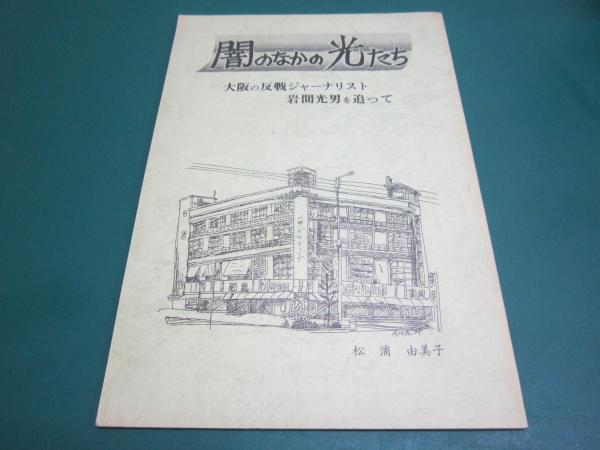 闇のなかの光たち
大阪の反戦ジャーナリスト
岩間光男を追って
松浦 由美子